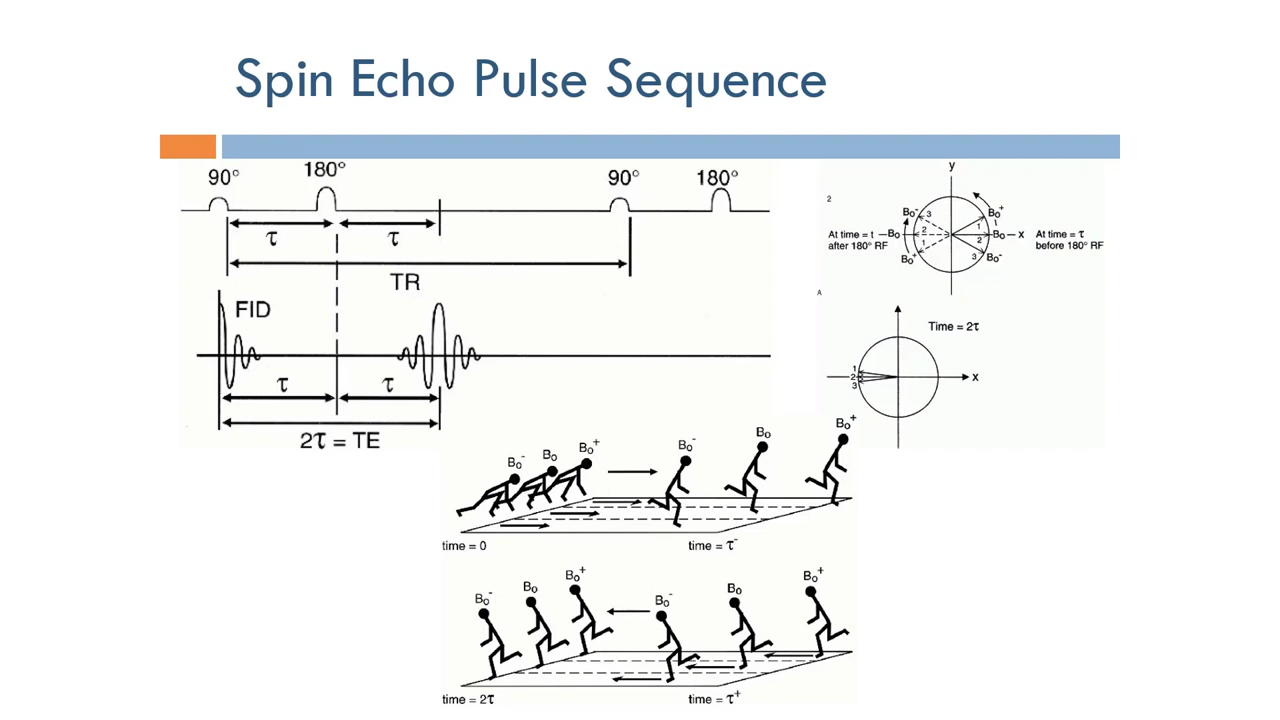 Spin Echo Pulse Sequence
90° 180° 90° 180°
τ τ
TR
FID
τ τ
2τ = TE
y
2
B₀⁻ 3 B₀⁺
1
At time = t B₀ 2 2 B₀ x At time = τ
after 180° RF before 180° RF
1 3
B₀⁺ B₀⁻
A
Time = 2τ
1
2
3
x
B₀⁻ B₀ B₀⁺ B₀⁻ B₀ B₀⁺
time = 0 time = τ⁻
B₀⁻ B₀ B₀⁺ B₀⁻ B₀ B₀⁺
time = 2τ time = τ⁺